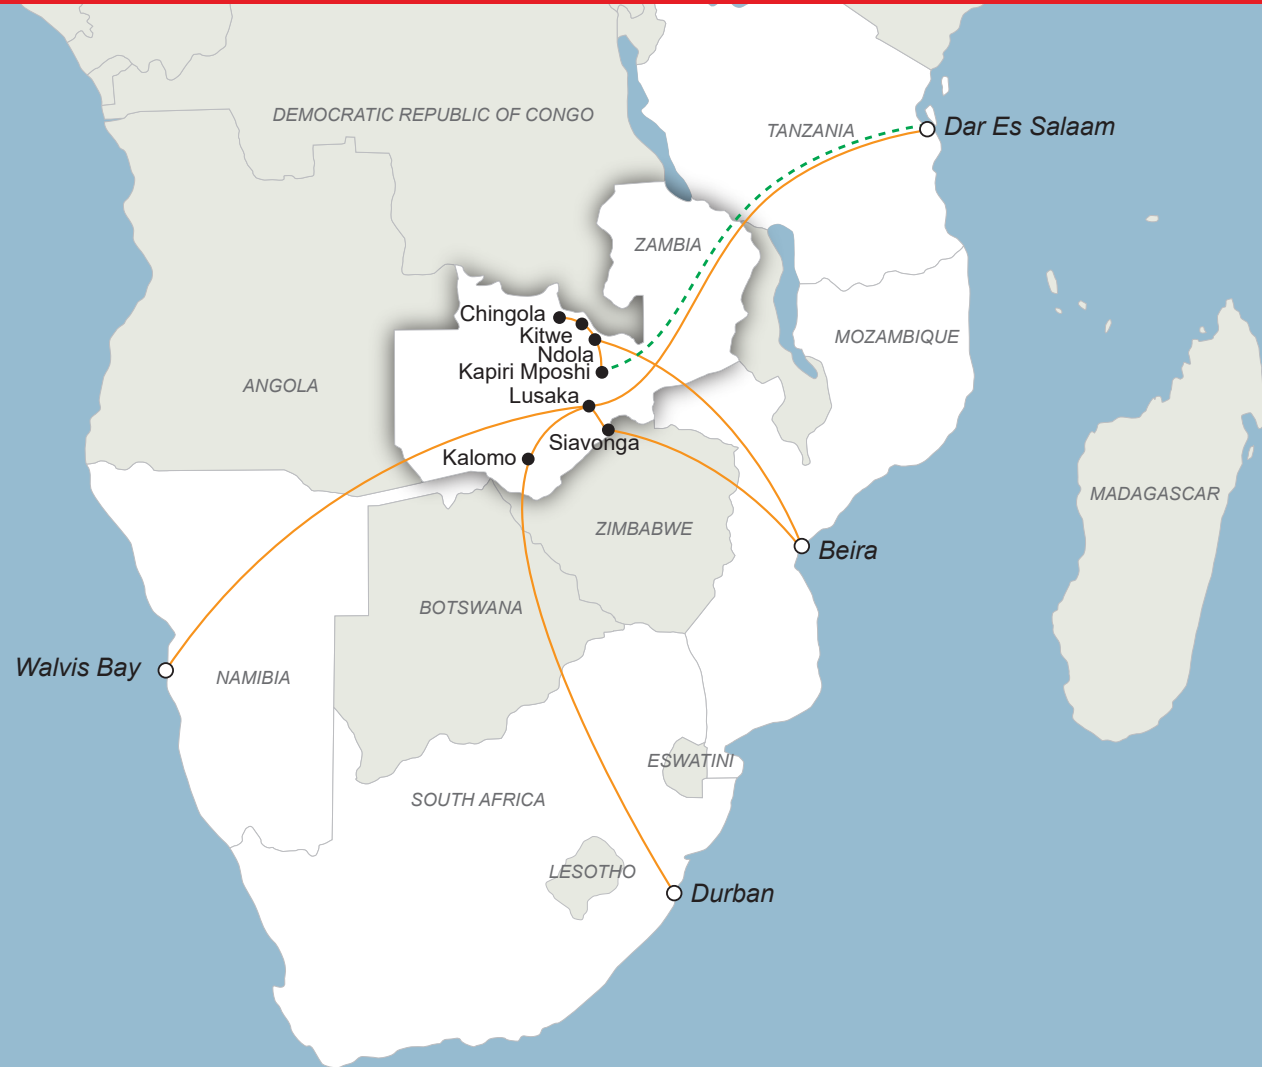 DEMOCRATIC REPUBLIC OF CONGO
TANZANIA
Dar Es Salaam
ZAMBIA
Chingola
Kitwe
MOZAMBIQUE
Ndola
Kapiri Mposhi
ANGOLA
Lusaka
Siavonga
Kalomo
MADAGASCAR
ZIMBABWE
Beira
BOTSWANA
Walvis Bay
NAMIBIA
ESWATINI
SOUTH AFRICA
LESOTHO
Durban